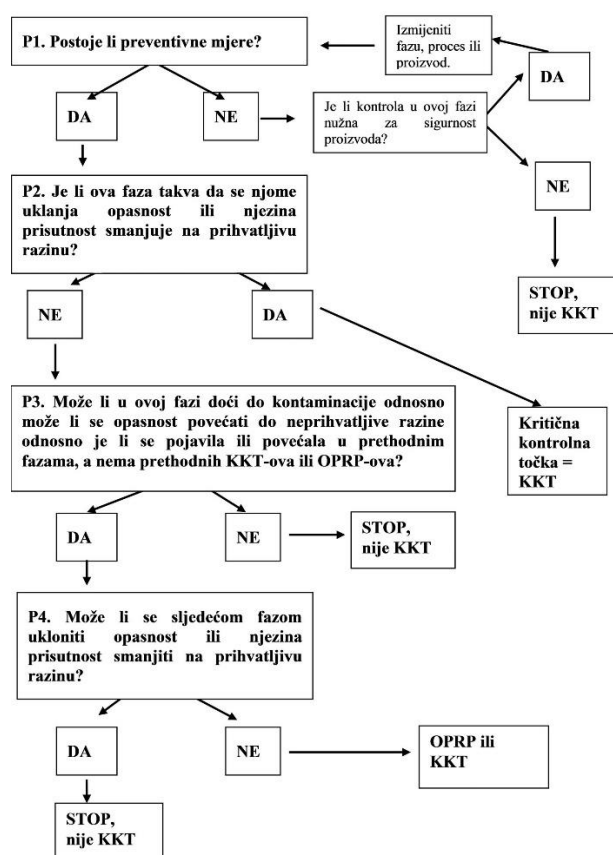 P1. Postoje li preventivne mjere?
Izmijeniti
fazu, proces ili
proizvod.
DA
DA
NE
Je li kontrola u ovoj fazi
nužna za sigurnost
proizvoda?
NE
P2. Je li ova faza takva da se njome
uklanja opasnost ili njezina
prisutnost smanjuje na prihvatljivu
razinu?
STOP,
nije KKT
NE
DA
P3. Može li u ovoj fazi doći do kontaminacije odnosno
može li se opasnost povećati do neprihvatljive razine
odnosno je li se pojavila ili povećala u prethodnim
fazama, a nema prethodnih KKT-ova ili OPRP-ova?
Kritična
kontrolna
točka =
KKT
DA
NE
STOP,
nije KKT
P4. Može li se sljedećom fazom
ukloniti opasnost ili njezina
prisutnost smanjiti na prihvatljivu
razinu?
DA
NE
OPRP ili
KKT
STOP,
nije KKT